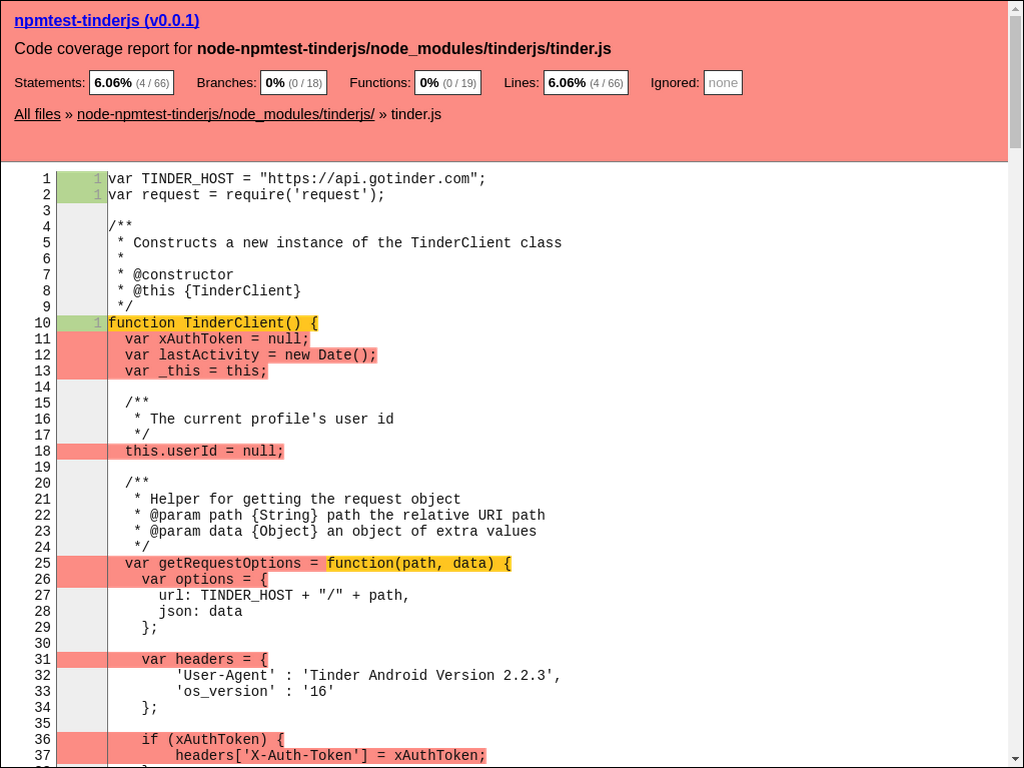 npmtest-tinderjs (v0.0.1)
Code coverage report for node-npmtest-tinderjs/node_modules/tinderjs/tinder.js
Statements: 6.06% (4 / 66) Branches: 0% (0 / 18) Functions: 0% (0 / 19) Lines: 6.06% (4 / 66) Ignored: none
All files » node-npmtest-tinderjs/node_modules/tinderjs/ » tinder.js
1 1 var TINDER_HOST = "https://api.gotinder.com";
2 1 var request = require('request');
3
4 /**
5 * Constructs a new instance of the TinderClient class
6 *
7 * @constructor
8 * @this {TinderClient}
9 */
10 1 function TinderClient() {
11 var xAuthToken = null;
12 var lastActivity = new Date();
13 var _this = this;
14
15 /**
16 * The current profile's user id
17 */
18 this.userId = null;
19
20 /**
21 * Helper for getting the request object
22 * @param path {String} path the relative URI path
23 * @param data {Object} an object of extra values
24 */
25 var getRequestOptions = function(path, data) {
26 var options = {
27 url: TINDER_HOST + "/" + path,
28 json: data
29 };
30
31 var headers = {
32 'User-Agent' : 'Tinder Android Version 2.2.3',
33 'os_version' : '16'
34 };
35
36 if (xAuthToken) {
37 headers['X-Auth-Token'] = xAuthToken;